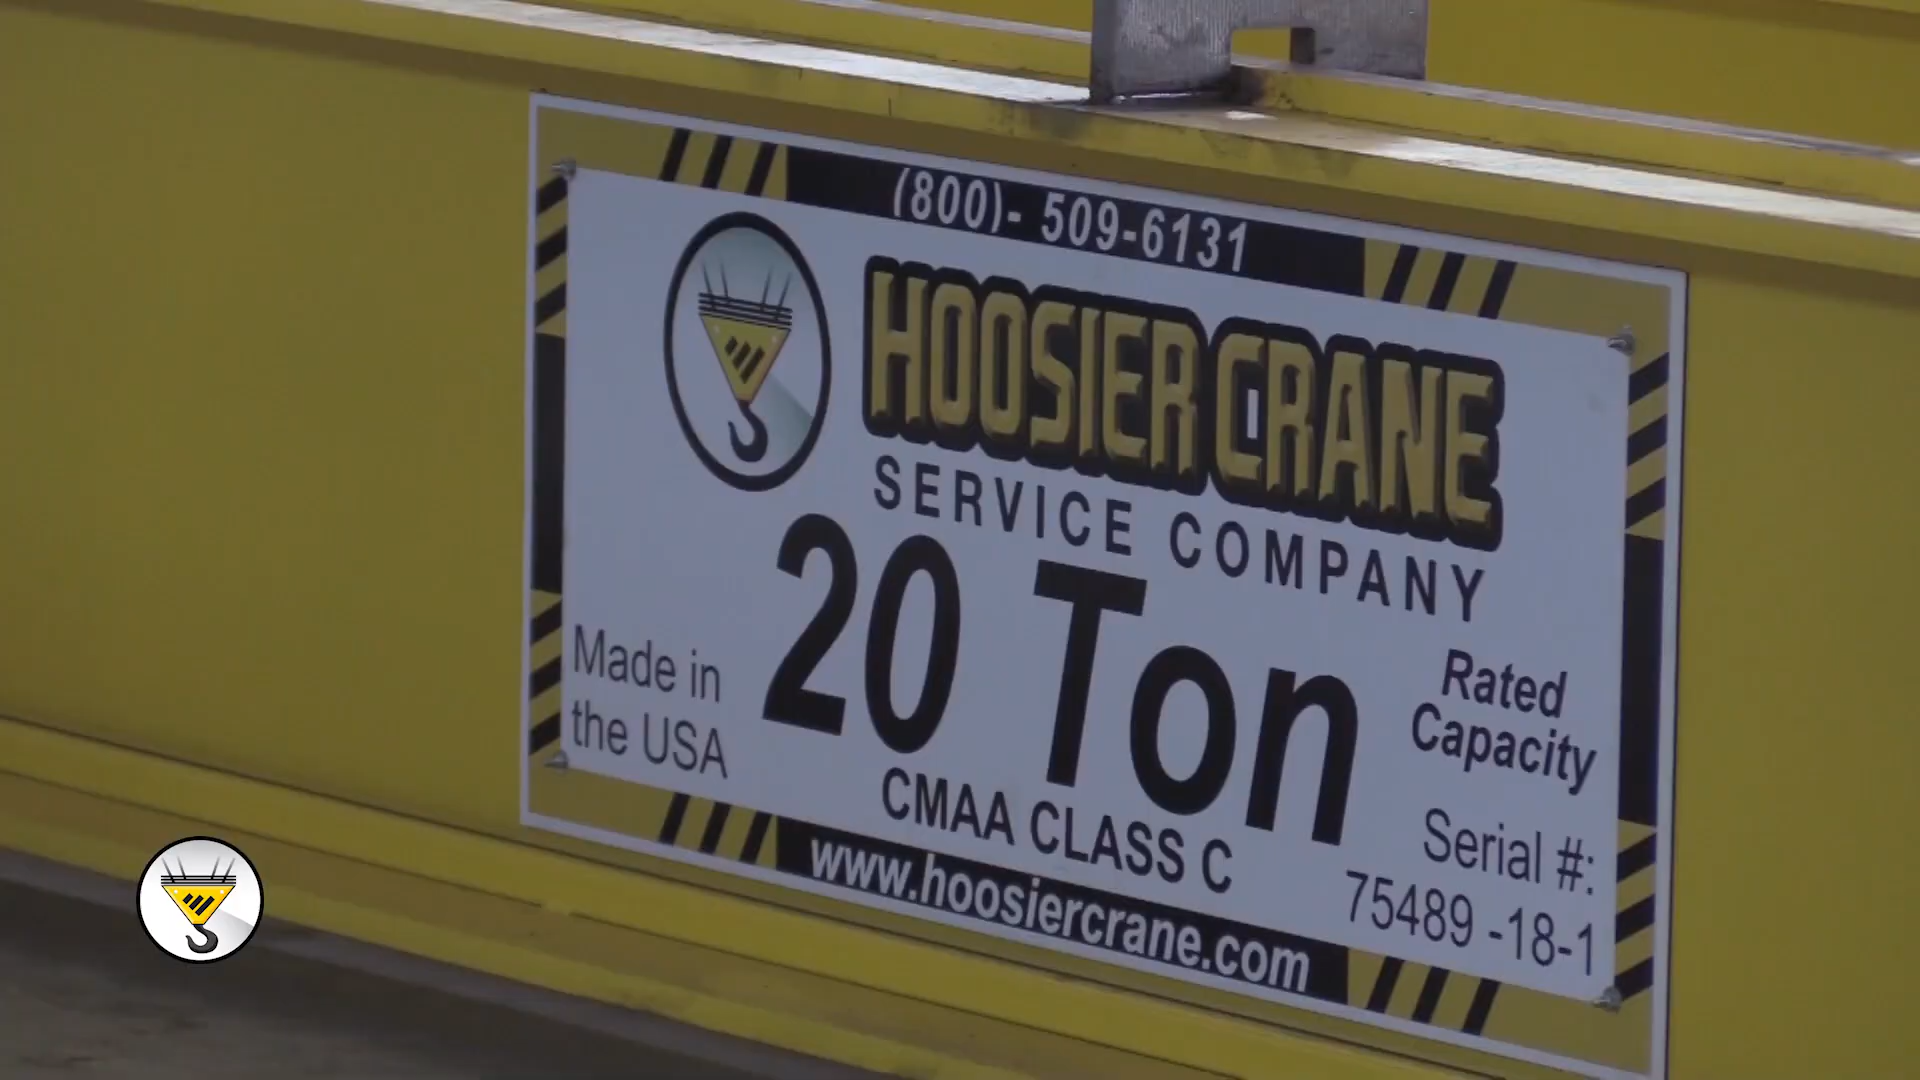 (800)- 509-6131
HOOSIER CRANE
SERVICE COMPANY
20 Ton
Made in
the USA
Rated
Capacity
CMAA CLASS C
Serial #:
75489 -18-1
www.hoosiercrane.com